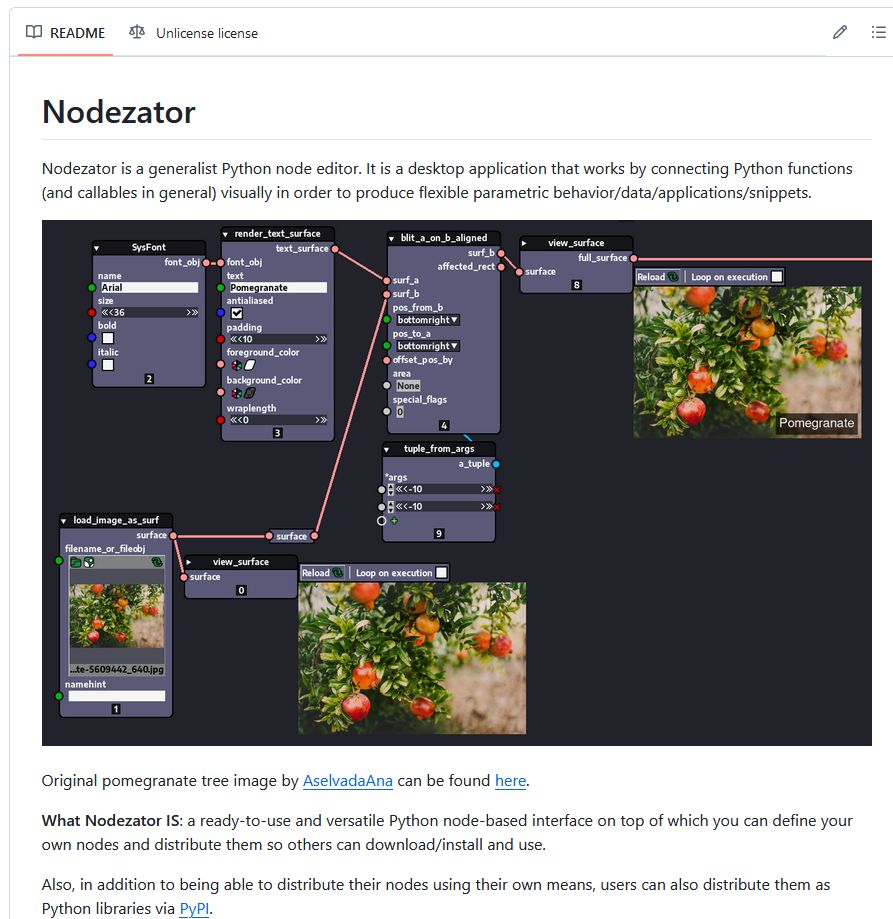 README
Unlicense license
Nodezator
Nodezator is a generalist Python node editor. It is a desktop application that works by connecting Python functions
(and callables in general) visually in order to produce flexible parametric behavior/data/applications/snippets.
SysFont
font_obj
name
Arial
size
<<36 >>
bold
italic
2
render_text_surface
text_surface
font_obj
text
Pomegranate
antialiased
padding
<<10 >>
foreground_color
background_color
wraplength
<<0 >>
3
blit_a_on_b_aligned
surf_b
affected_rect
surf_a
surf_b
pos_from_b
bottomright
pos_to_a
bottomright
offset_pos_by
area
None
special_flags
0
4
view_surface
full_surface
surface
8
Reload
Loop on execution
Pomegranate
tuple_from_args
a_tuple
*args
<<-10 >>
<<-10 >>
9
load_image_as_surf
surface
filename_or_fileobj
...te-5609442_640.jpg
namehint
1
surface
view_surface
surface
0
Reload
Loop on execution
Original pomegranate tree image by AselvadaAna can be found here.
What Nodezator IS: a ready-to-use and versatile Python node-based interface on top of which you can define your
own nodes and distribute them so others can download/install and use.
Also, in addition to being able to distribute their nodes using their own means, users can also distribute them as
Python libraries via PyPI.